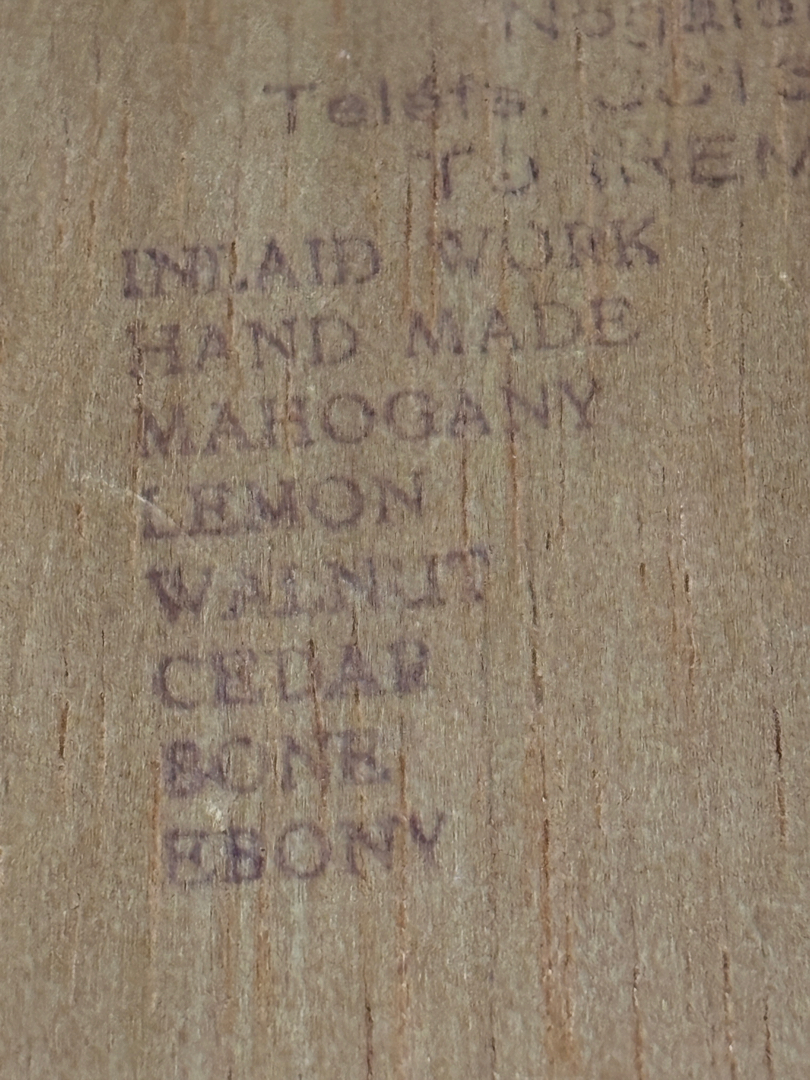 Teléfs.
INLAID WORK
HAND MADE
MAHOGANY
LEMON
WALNUT
CEDAR
BONE
EBONY